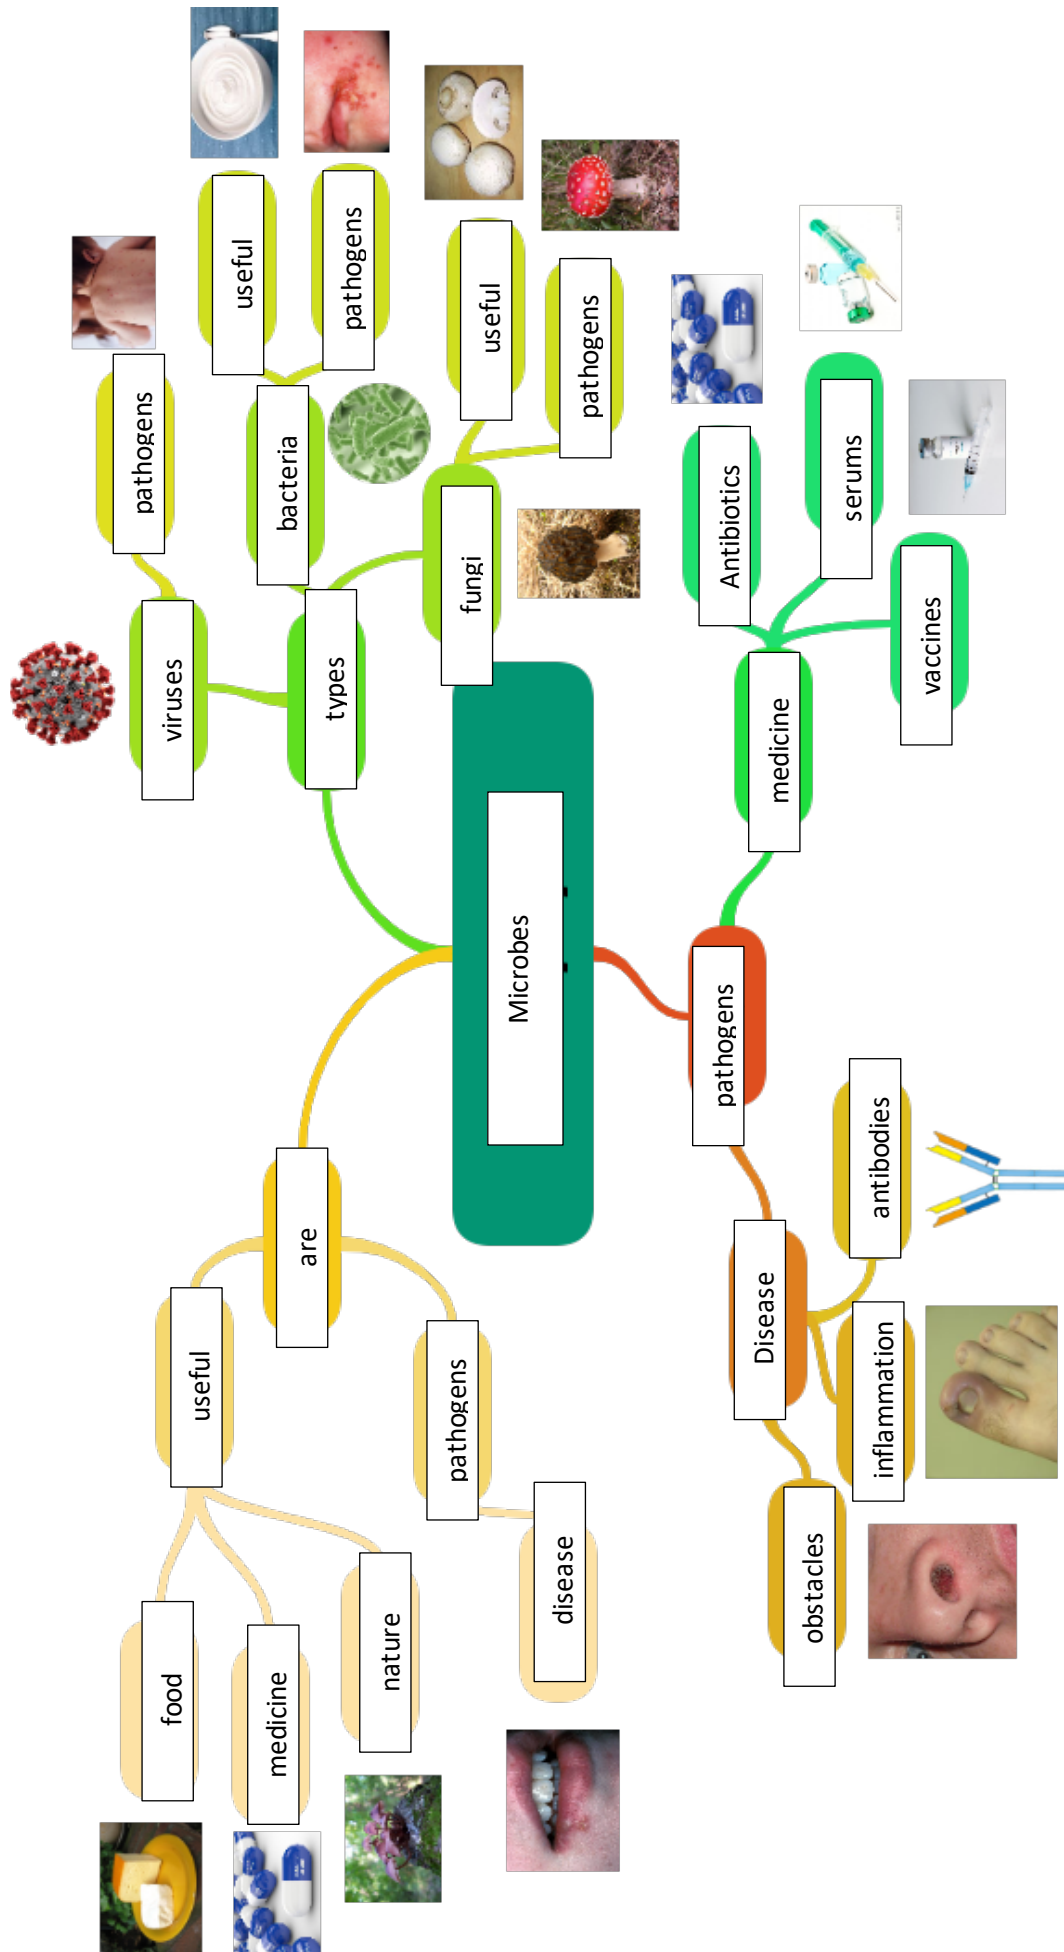 Microbes
are
useful
food
medicine
nature
pathogens
disease
types
viruses
pathogens
bacteria
useful
pathogens
fungi
useful
pathogens
pathogens
Disease
obstacles
inflammation
antibodies
medicine
Antibiotics
serums
vaccines